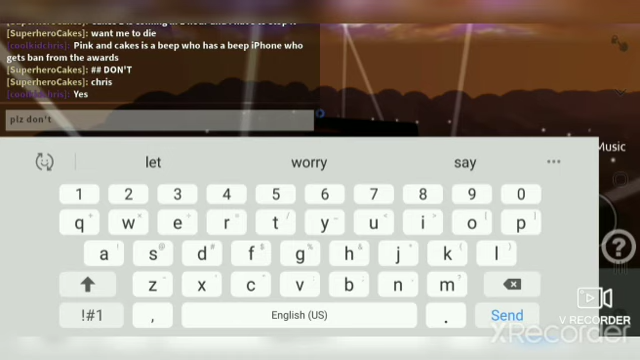 [SuperheroCakes]: want me to die
[coolkidchris]: Pink and cakes is a beep who has a beep iPhone who
gets ban from the awards
[SuperheroCakes]: ## DON'T
[SuperheroCakes]: chris
[coolkidchris]: Yes
plz don't
Music
let worry say ...
1 2 3 4 5 6 7 8 9 0
q w e r t y u i o p
a s d f g h j k l
z x c v b n m
!#1 , English (US) . Send
?
V RECORDER
XRecorder